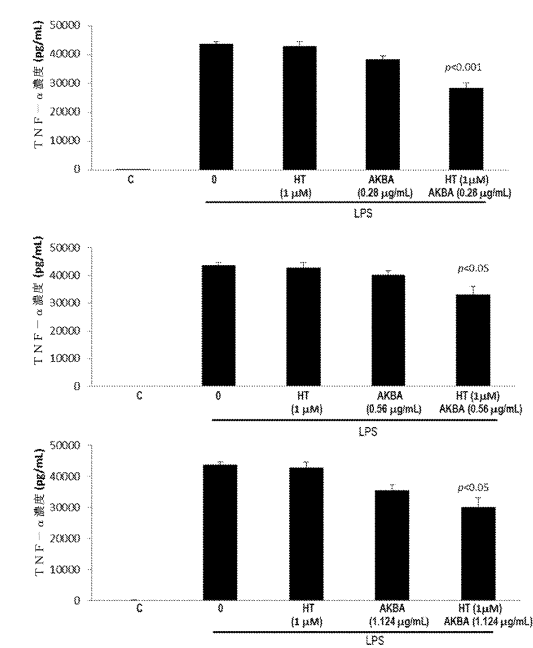 TNF-α濃度 (pg/mL)
50000
40000
30000
20000
10000
0
p<0.001
C 0 HT AKBA HT (1 µM)
(1 µM) (0.28 µg/mL) AKBA (0.28 µg/mL)
LPS
TNF-α濃度 (pg/mL)
50000
40000
30000
20000
10000
0
p<0.05
C 0 HT AKBA HT (1µM)
(1 µM) (0.56 µg/mL) AKBA (0.56 µg/mL)
LPS
TNF-α濃度 (pg/mL)
50000
40000
30000
20000
10000
0
p<0.05
C 0 HT AKBA HT (1µM)
(1 µM) (1.124 µg/mL) AKBA (1.124 µg/mL)
LPS